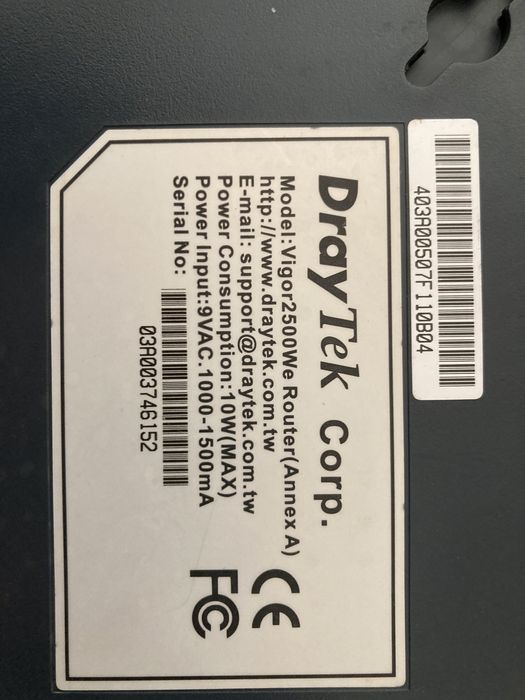 403A00507F110B04
DrayTek Corp.
Model:Vigor2500We Router(Annex A)
http://www.draytek.com.tw
E-mail: support@draytek.com.tw
Power Consumption:10W(MAX)
Power Input:9VAC.1000-1500mA
Serial No:
03A003746152
CE
FC